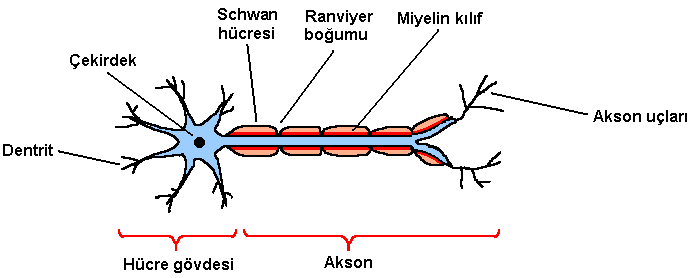 Schwan
hücresi
Ranviyer
boğumu
Miyelin kılıf
Çekirdek
Akson uçları
Dentrit
Hücre gövdesi
Akson